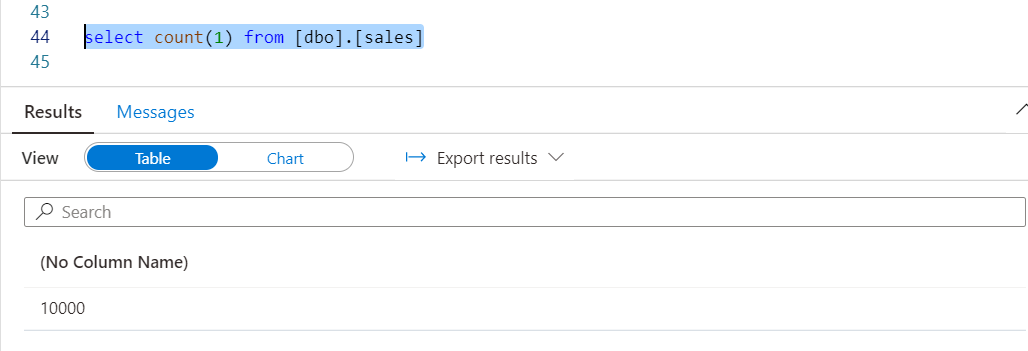 43
44 select count(1) from [dbo].[sales]
45
Results Messages
View Table Chart Export results
Search
(No Column Name)
10000